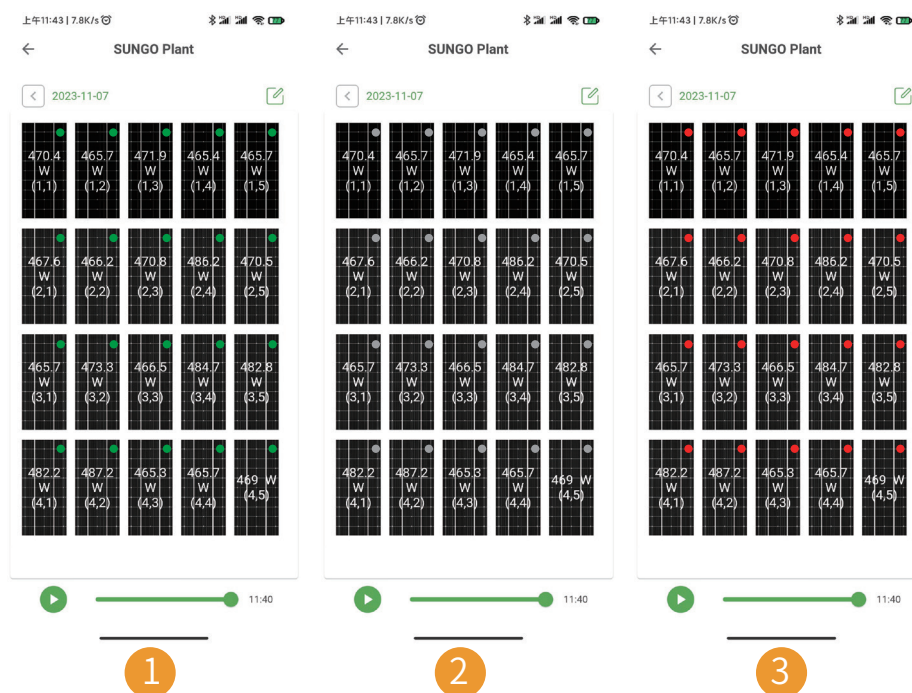 上午11:43 | 7.8K/s
SUNGO Plant
2023-11-07
470.4 W (1,1) 465.7 W (1,2) 471.9 W (1,3) 465.4 W (1,4) 465.7 W (1,5)
467.6 W (2,1) 466.2 W (2,2) 470.8 W (2,3) 486.2 W (2,4) 470.5 W (2,5)
465.7 W (3,1) 473.3 W (3,2) 466.5 W (3,3) 484.7 W (3,4) 482.8 W (3,5)
482.2 W (4,1) 487.2 W (4,2) 465.3 W (4,3) 465.7 W (4,4) 469 W (4,5)
11:40
1
上午11:43 | 7.8K/s
SUNGO Plant
2023-11-07
470.4 W (1,1) 465.7 W (1,2) 471.9 W (1,3) 465.4 W (1,4) 465.7 W (1,5)
467.6 W (2,1) 466.2 W (2,2) 470.8 W (2,3) 486.2 W (2,4) 470.5 W (2,5)
465.7 W (3,1) 473.3 W (3,2) 466.5 W (3,3) 484.7 W (3,4) 482.8 W (3,5)
482.2 W (4,1) 487.2 W (4,2) 465.3 W (4,3) 465.7 W (4,4) 469 W (4,5)
11:40
2
上午11:43 | 7.8K/s
SUNGO Plant
2023-11-07
470.4 W (1,1) 465.7 W (1,2) 471.9 W (1,3) 465.4 W (1,4) 465.7 W (1,5)
467.6 W (2,1) 466.2 W (2,2) 470.8 W (2,3) 486.2 W (2,4) 470.5 W (2,5)
465.7 W (3,1) 473.3 W (3,2) 466.5 W (3,3) 484.7 W (3,4) 482.8 W (3,5)
482.2 W (4,1) 487.2 W (4,2) 465.3 W (4,3) 465.7 W (4,4) 469 W (4,5)
11:40
3